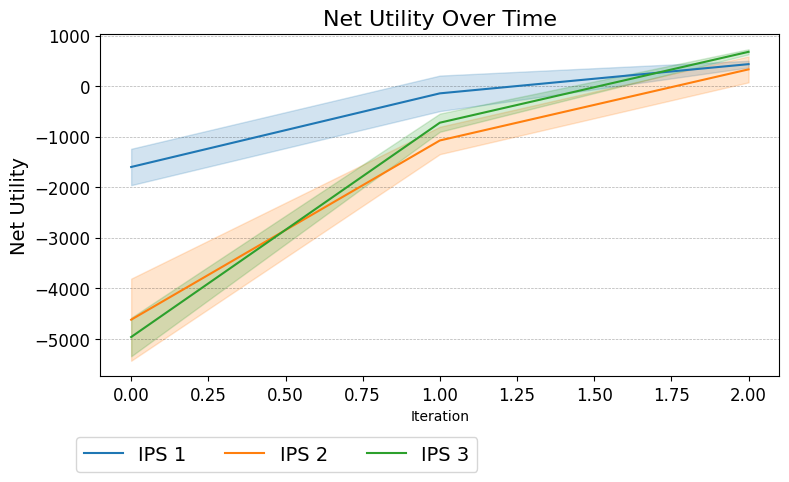 Net Utility Over Time
Net Utility
1000
0
−1000
−2000
−3000
−4000
−5000
0.00 0.25 0.50 0.75 1.00 1.25 1.50 1.75 2.00
Iteration
IPS 1 IPS 2 IPS 3